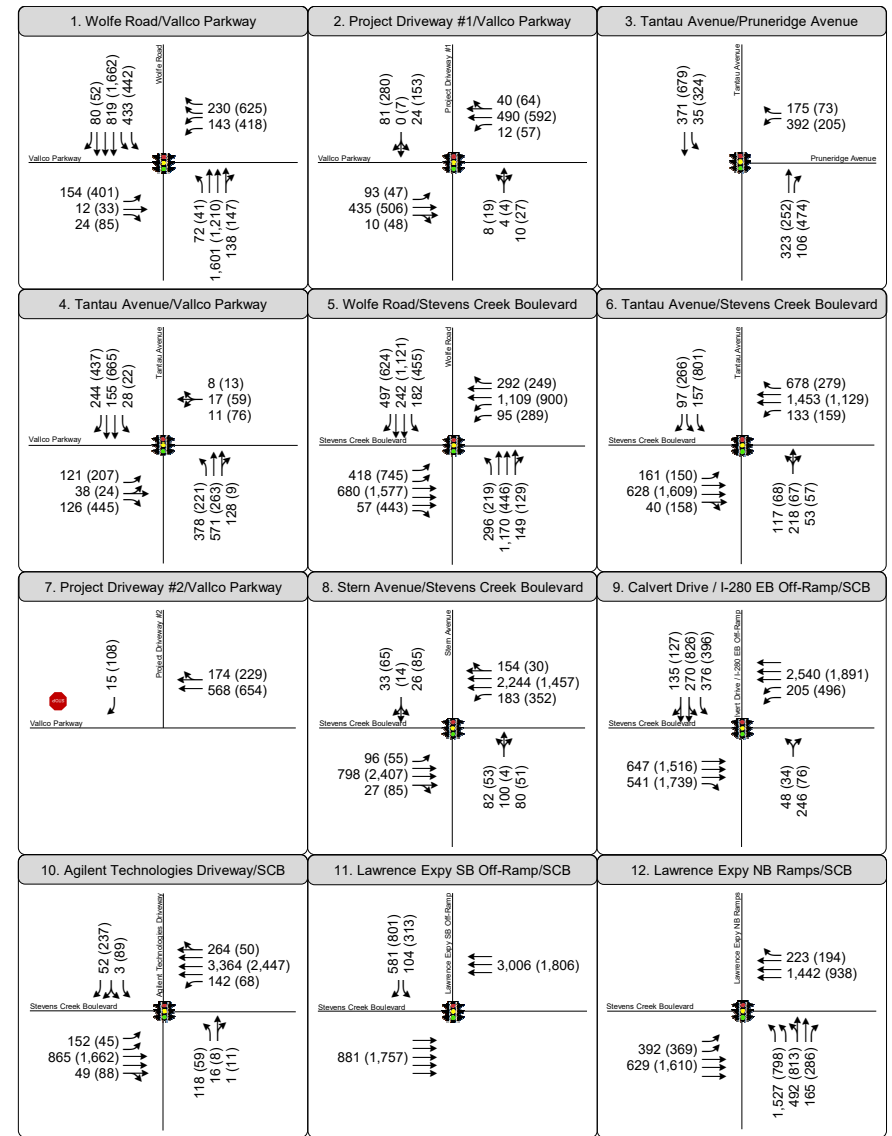 1. Wolfe Road/Vallco Parkway
80 (52)
819 (1,662)
433 (442)
Wolfe Road
230 (625)
143 (418)
Vallco Parkway
154 (401)
12 (33)
24 (85)
72 (41)
1,601 (1,210)
138 (147)
2. Project Driveway #1/Vallco Parkway
81 (280)
0 (7)
24 (153)
Project Driveway #1
40 (64)
490 (592)
12 (57)
Vallco Parkway
93 (47)
435 (506)
10 (48)
8 (19)
4 (4)
10 (27)
3. Tantau Avenue/Pruneridge Avenue
371 (679)
35 (324)
Tantau Avenue
175 (73)
392 (205)
Pruneridge Avenue
323 (252)
106 (474)
4. Tantau Avenue/Vallco Parkway
244 (437)
155 (665)
28 (22)
Tantau Avenue
8 (13)
17 (59)
11 (76)
Vallco Parkway
121 (207)
38 (24)
126 (445)
378 (221)
571 (263)
128 (9)
5. Wolfe Road/Stevens Creek Boulevard
497 (624)
242 (1,121)
182 (455)
Wolfe Road
292 (249)
1,109 (900)
95 (289)
Stevens Creek Boulevard
418 (745)
680 (1,577)
57 (443)
296 (219)
1,170 (446)
149 (129)
6. Tantau Avenue/Stevens Creek Boulevard
97 (266)
157 (801)
Tantau Avenue
678 (279)
1,453 (1,129)
133 (159)
Stevens Creek Boulevard
161 (150)
628 (1,609)
40 (158)
117 (68)
218 (67)
53 (57)
7. Project Driveway #2/Vallco Parkway
15 (108)
Project Driveway #2
174 (229)
568 (654)
STOP
Vallco Parkway
8. Stern Avenue/Stevens Creek Boulevard
33 (65)
(14)
26 (85)
Stern Avenue
154 (30)
2,244 (1,457)
183 (352)
Stevens Creek Boulevard
96 (55)
798 (2,407)
27 (85)
82 (53)
100 (4)
80 (51)
9. Calvert Drive / I-280 EB Off-Ramp/SCB
135 (127)
270 (826)
376 (396)
lvert Drive / I-280 EB Off-Ramp
2,540 (1,891)
205 (496)
Stevens Creek Boulevard
647 (1,516)
541 (1,739)
48 (34)
246 (76)
10. Agilent Technologies Driveway/SCB
52 (237)
3 (89)
Agilent Technologies Driveway
264 (50)
3,364 (2,447)
142 (68)
Stevens Creek Boulevard
152 (45)
865 (1,662)
49 (88)
118 (59)
16 (8)
1 (11)
11. Lawrence Expy SB Off-Ramp/SCB
581 (801)
104 (313)
Lawrence Expy SB Off-Ramp
3,006 (1,806)
Stevens Creek Boulevard
881 (1,757)
12. Lawrence Expy NB Ramps/SCB
Lawrence Expy NB Ramps
223 (194)
1,442 (938)
Stevens Creek Boulevard
392 (369)
629 (1,610)
1,527 (798)
492 (813)
165 (286)